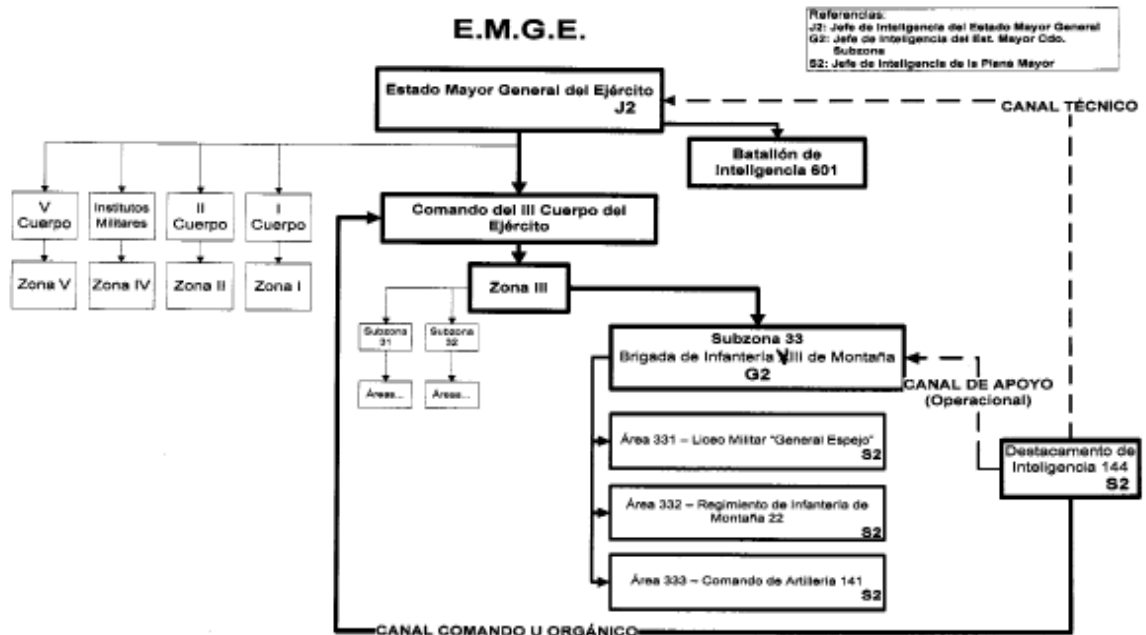 E.M.G.E.
Referencias:
J2: Jefe de Inteligencia del Estado Mayor General
G2: Jefe de Inteligencia del Est. Mayor Cdo.
Subzona
S2: Jefe de Inteligencia de la Plana Mayor
Estado Mayor General del Ejército
J2
CANAL TÉCNICO
Batallón de
Inteligencia 601
V
Cuerpo
Institutos
Militares
II
Cuerpo
I
Cuerpo
Comando del III Cuerpo del
Ejército
Zona V
Zona IV
Zona II
Zona I
Zona III
Subzona
31
Subzona
32
Áreas...
Áreas...
Subzona 33
Brigada de Infantería VIII de Montaña
G2
CANAL DE APOYO
(Operacional)
Área 331 – Liceo Militar "General Espejo"
S2
Destacamento de
Inteligencia 144
S2
Área 332 – Regimiento de Infantería de
Montaña 22
S2
Área 333 – Comando de Artillería 141
S2
CANAL COMANDO U ORGÁNICO